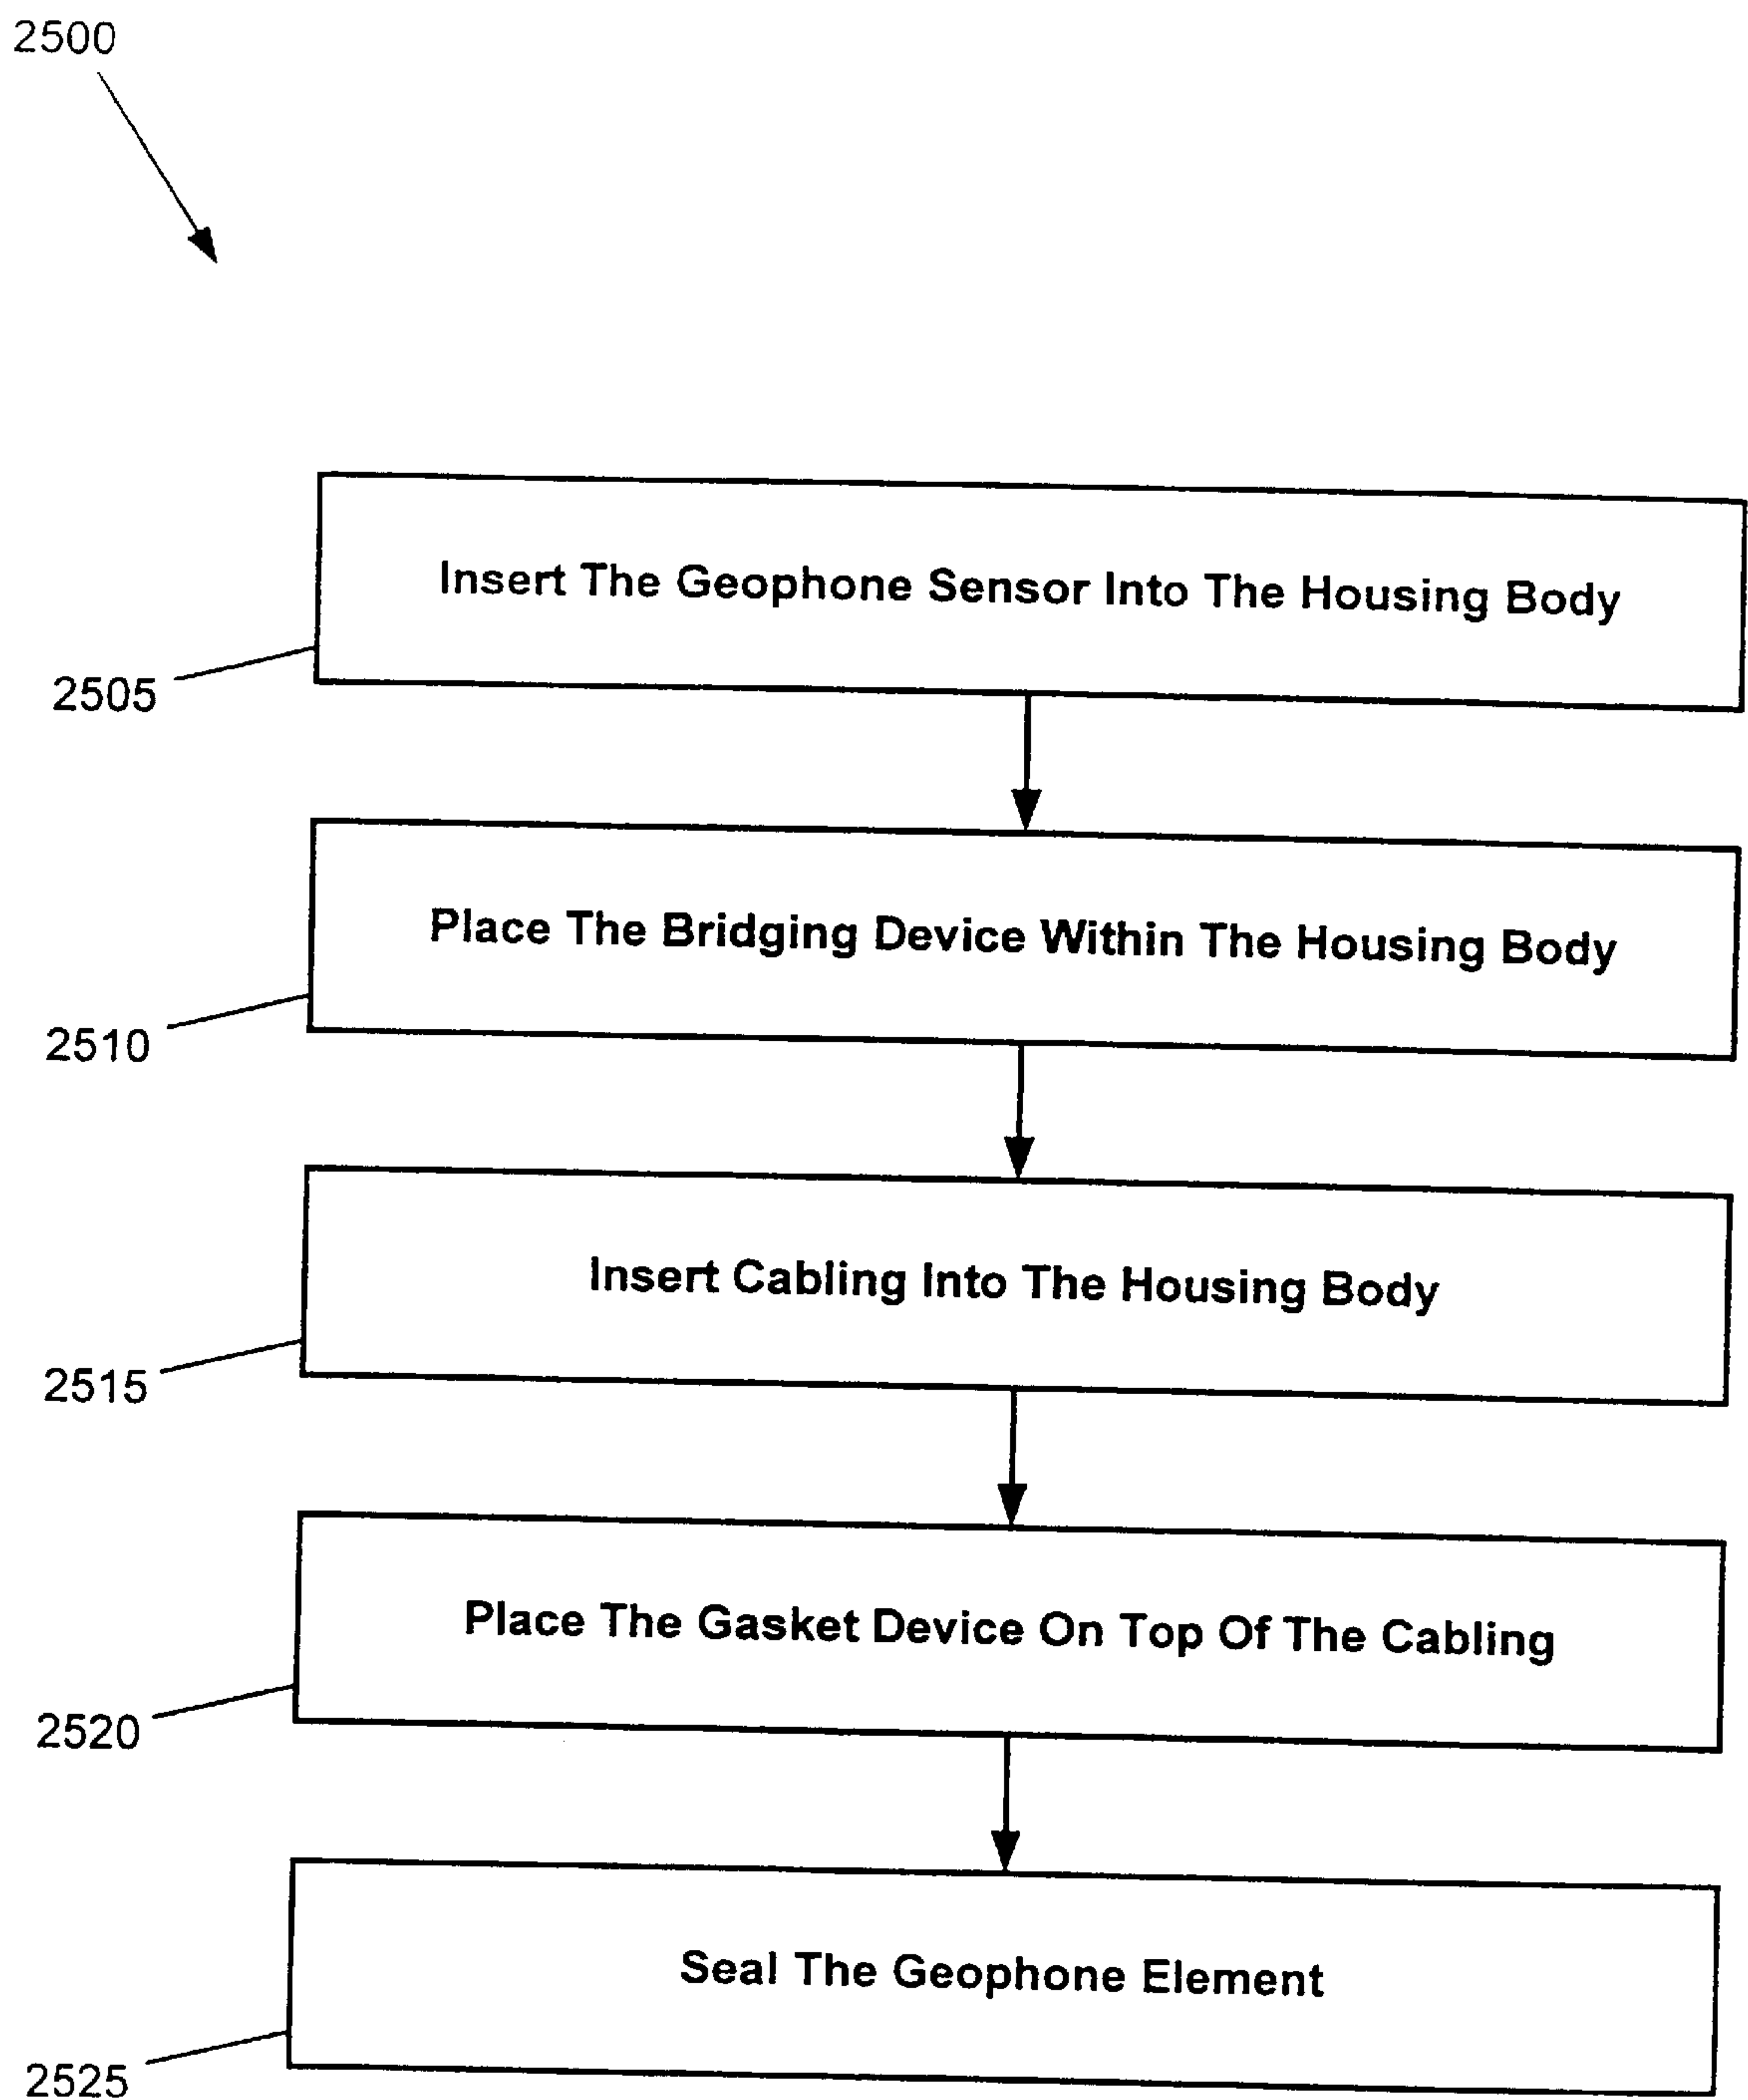 2500
Insert The Geophone Sensor Into The Housing Body
2505
Place The Bridging Device Within The Housing Body
2510
Insert Cabling Into The Housing Body
2515
Place The Gasket Device On Top Of The Cabling
2520
Seal The Geophone Element
2525